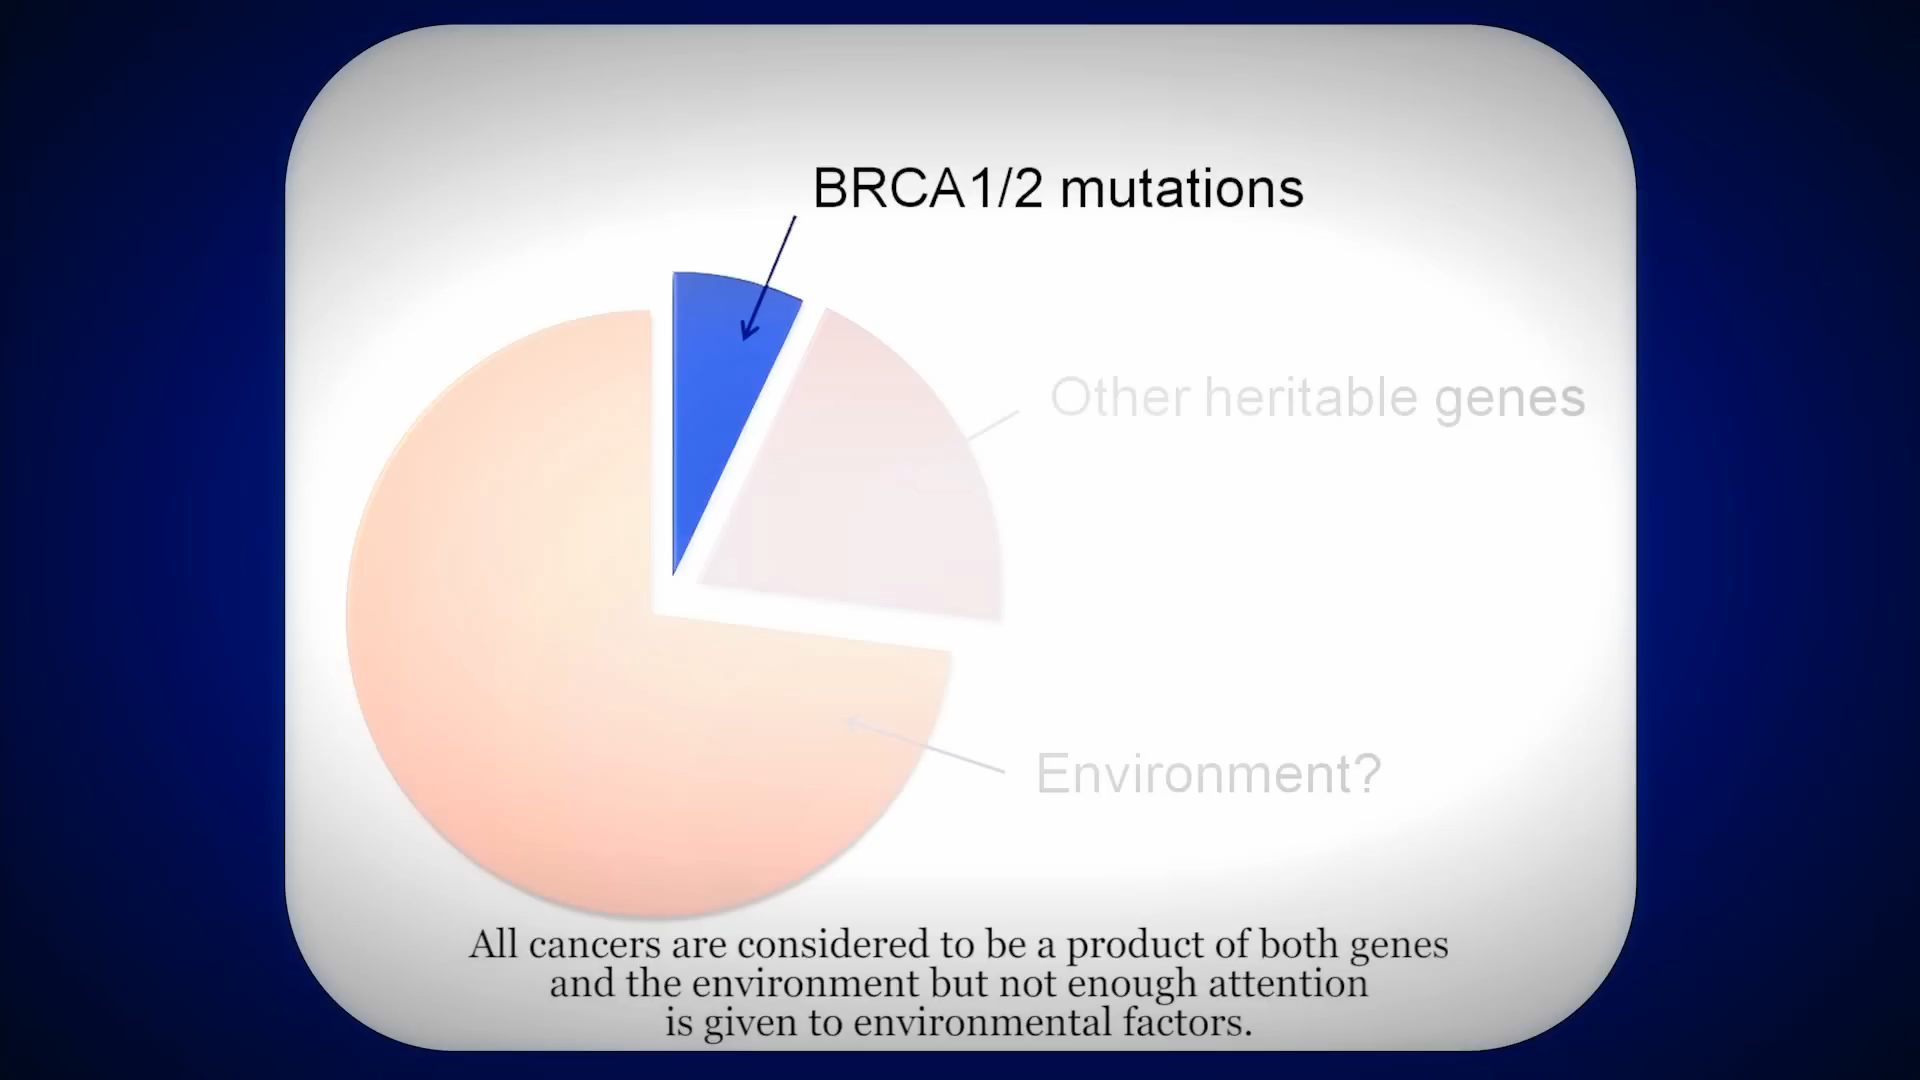 BRCA1/2 mutations
Other heritable genes
Environment?
All cancers are considered to be a product of both genes
and the environment but not enough attention
is given to environmental factors.